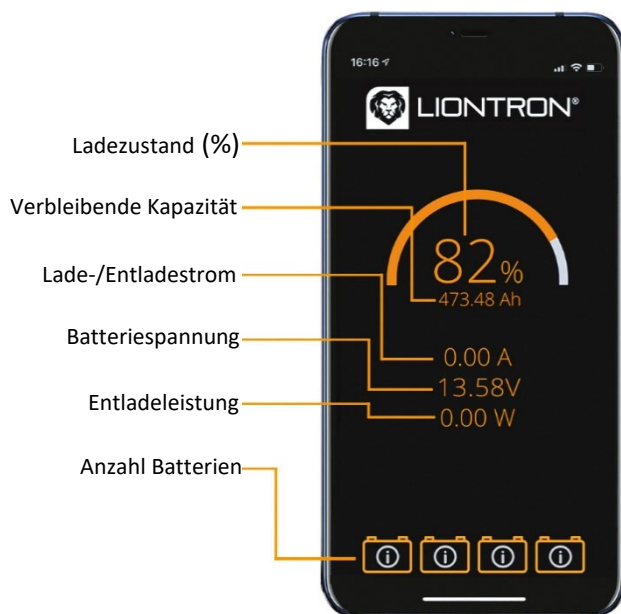 16:16
LIONTRON®
Ladezustand (%)
Verbleibende Kapazität
Lade-/Entladestrom
Batteriespannung
Entladeleistung
Anzahl Batterien
82%
473.48 Ah
0.00 A
13.58V
0.00 W